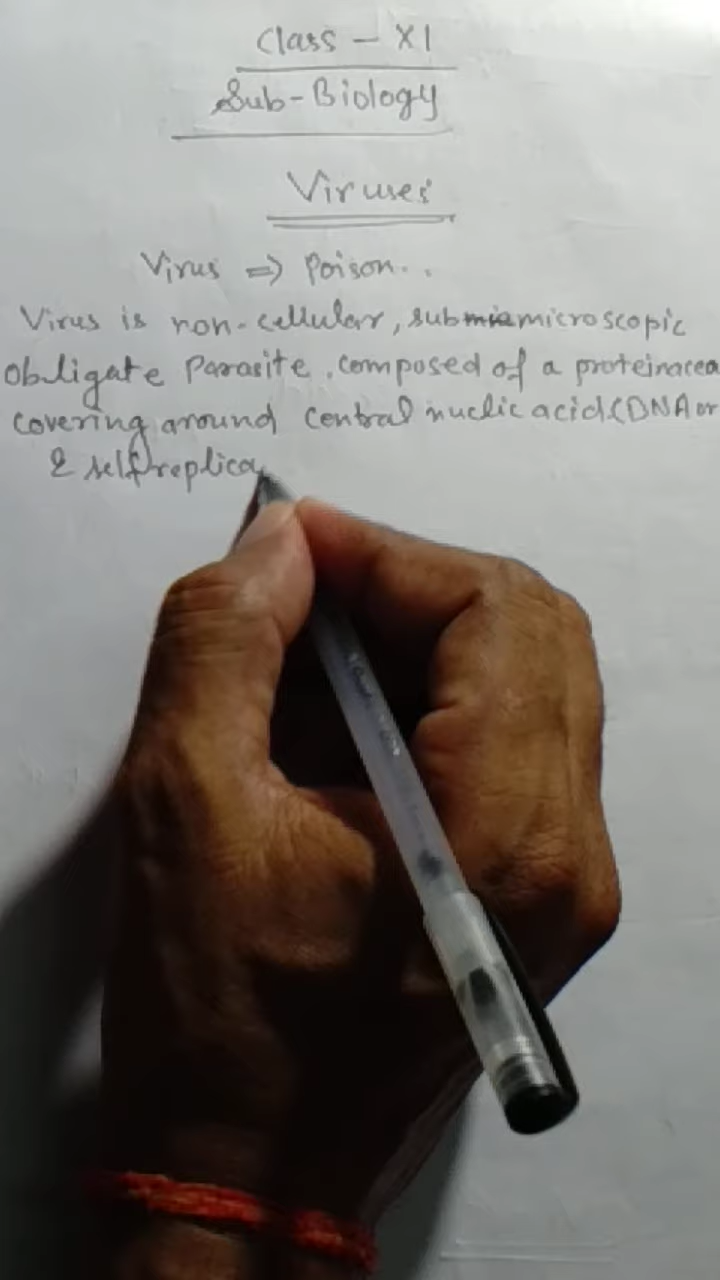 Class - XI
Sub-Biology
Viruses
Virus ⇒ Poison..
Virus is non-cellular, submicroscopic
obligate Parasite, composed of a proteinacea
covering around central nuclic acid (DNA or
& self replica